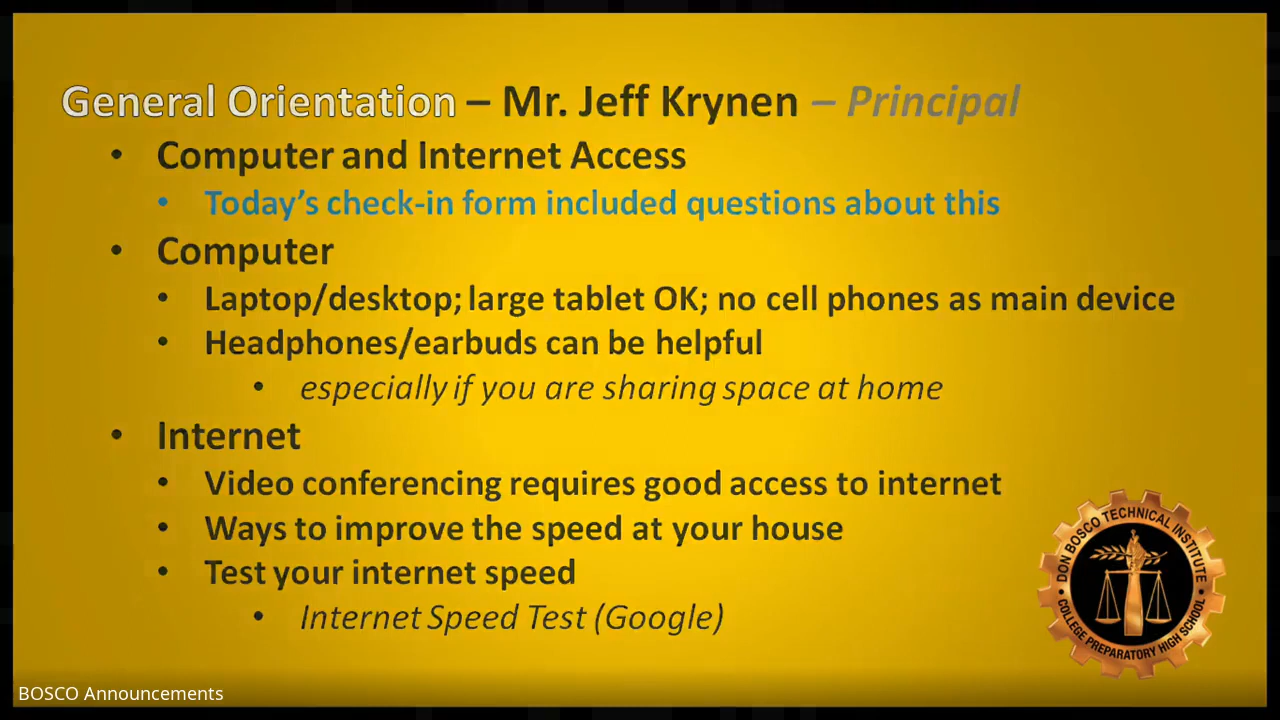 General Orientation – Mr. Jeff Krynen – Principal
• Computer and Internet Access
• Today's check-in form included questions about this
• Computer
• Laptop/desktop; large tablet OK; no cell phones as main device
• Headphones/earbuds can be helpful
• especially if you are sharing space at home
• Internet
• Video conferencing requires good access to internet
• Ways to improve the speed at your house
• Test your internet speed
• Internet Speed Test (Google)
DON BOSCO TECHNICAL INSTITUTE
• COLLEGE PREPARATORY HIGH SCHOOL •
BOSCO Announcements